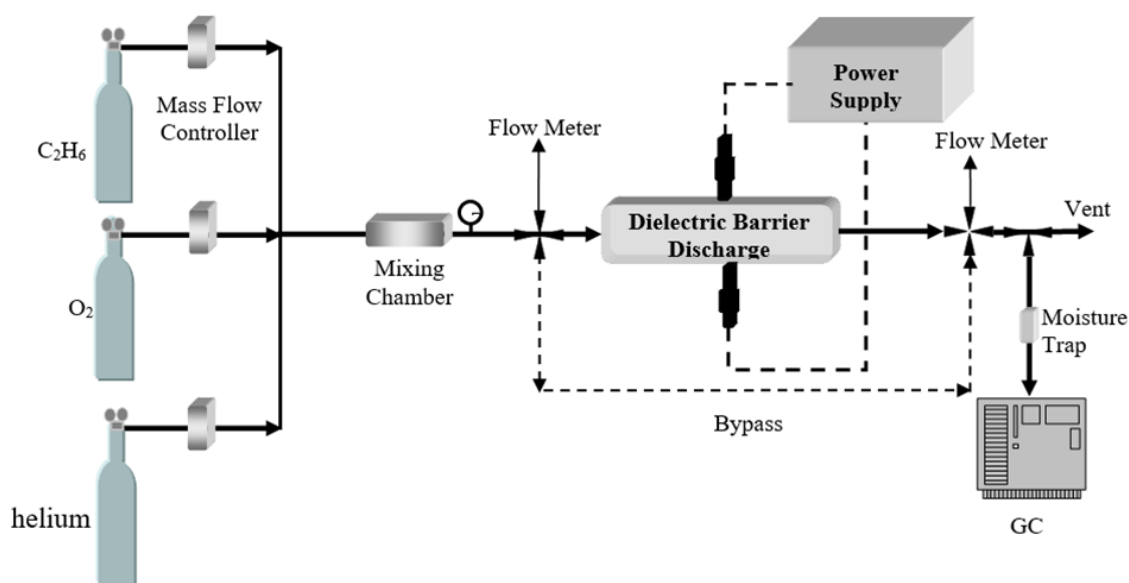 C₂H₆
Mass Flow
Controller
O₂
helium
Mixing
Chamber
Flow Meter
Power
Supply
Dielectric Barrier
Discharge
Bypass
Flow Meter
Vent
Moisture
Trap
GC